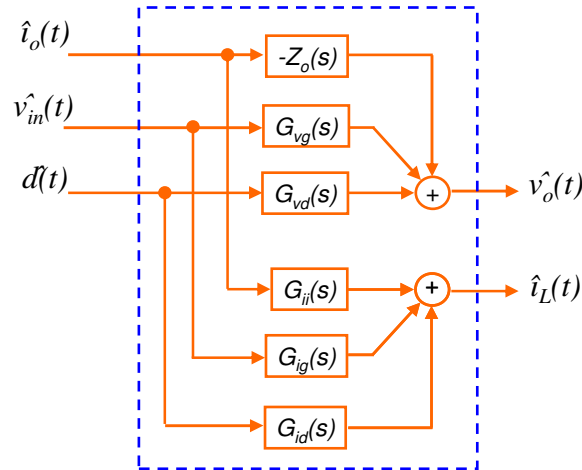 î_o(t)
-Z_o(s)
v̂_in(t)
G_vg(s)
d̂(t)
G_vd(s)
+
v̂_o(t)
G_ii(s)
+
î_L(t)
G_ig(s)
G_id(s)